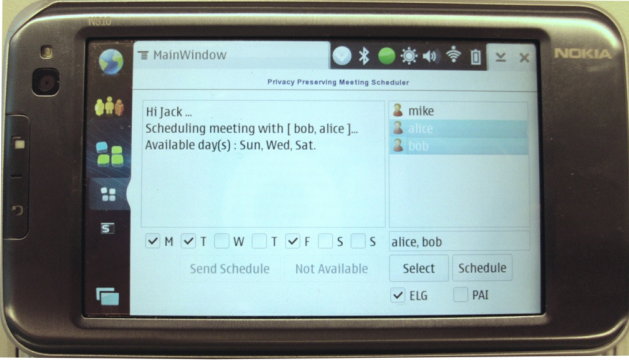 N810
NOKIA
MainWindow
Privacy Preserving Meeting Scheduler
Hi Jack ...
Scheduling meeting with [ bob, alice ]...
Available day(s) : Sun, Wed, Sat.
mike
alice
bob
M T W T F S S
alice, bob
Send Schedule Not Available
Select Schedule
ELG PAI